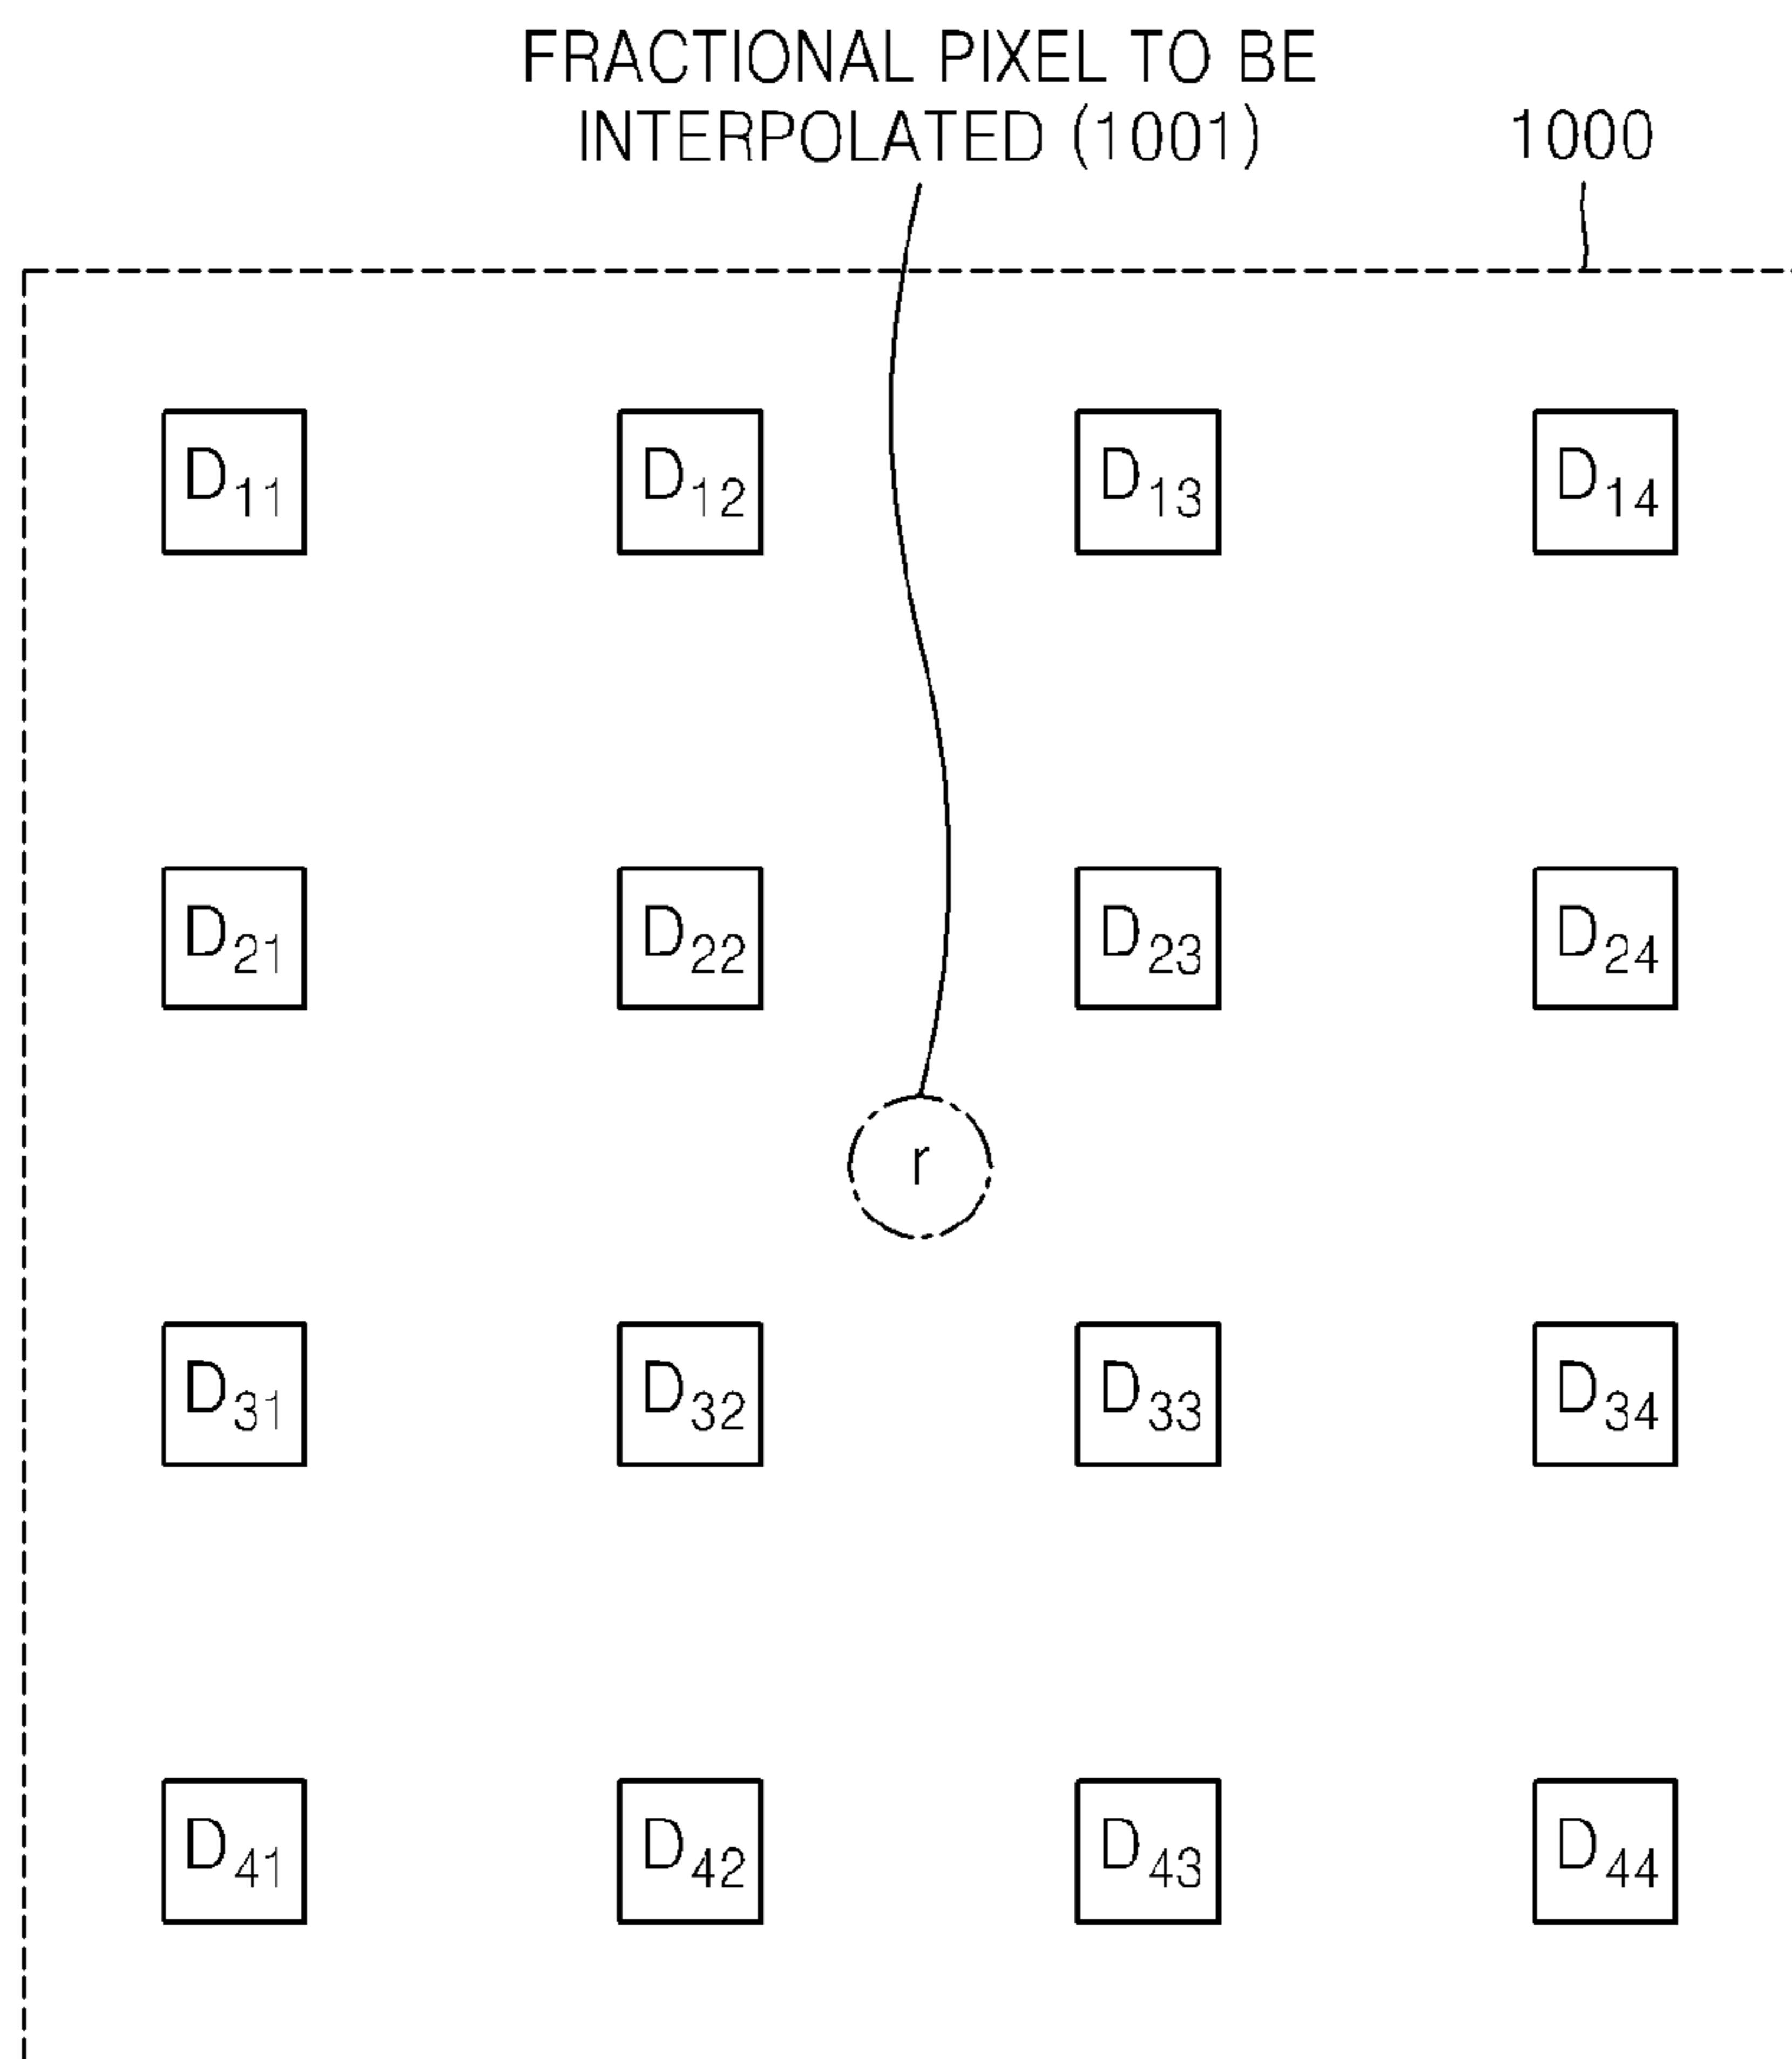 FRACTIONAL PIXEL TO BE
INTERPOLATED (1001)
1000
D11 D12 D13 D14
D21 D22 D23 D24
r
D31 D32 D33 D34
D41 D42 D43 D44